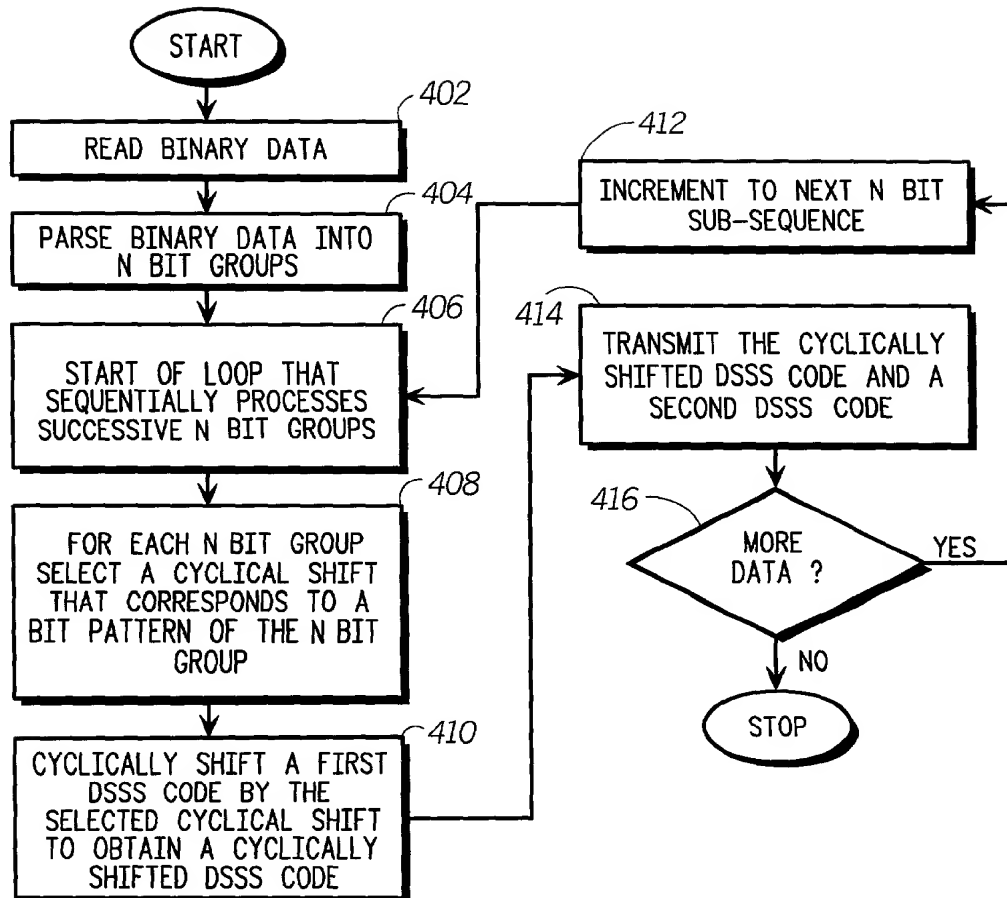 START
402
READ BINARY DATA
404
PARSE BINARY DATA INTO
N BIT GROUPS
406
START OF LOOP THAT
SEQUENTIALLY PROCESSES
SUCCESSIVE N BIT GROUPS
408
FOR EACH N BIT GROUP
SELECT A CYCLICAL SHIFT
THAT CORRESPONDS TO A
BIT PATTERN OF THE N BIT
GROUP
410
CYCLICALLY SHIFT A FIRST
DSSS CODE BY THE
SELECTED CYCLICAL SHIFT
TO OBTAIN A CYCLICALLY
SHIFTED DSSS CODE
412
INCREMENT TO NEXT N BIT
SUB-SEQUENCE
414
TRANSMIT THE CYCLICALLY
SHIFTED DSSS CODE AND A
SECOND DSSS CODE
416
MORE
DATA ?
YES
NO
STOP